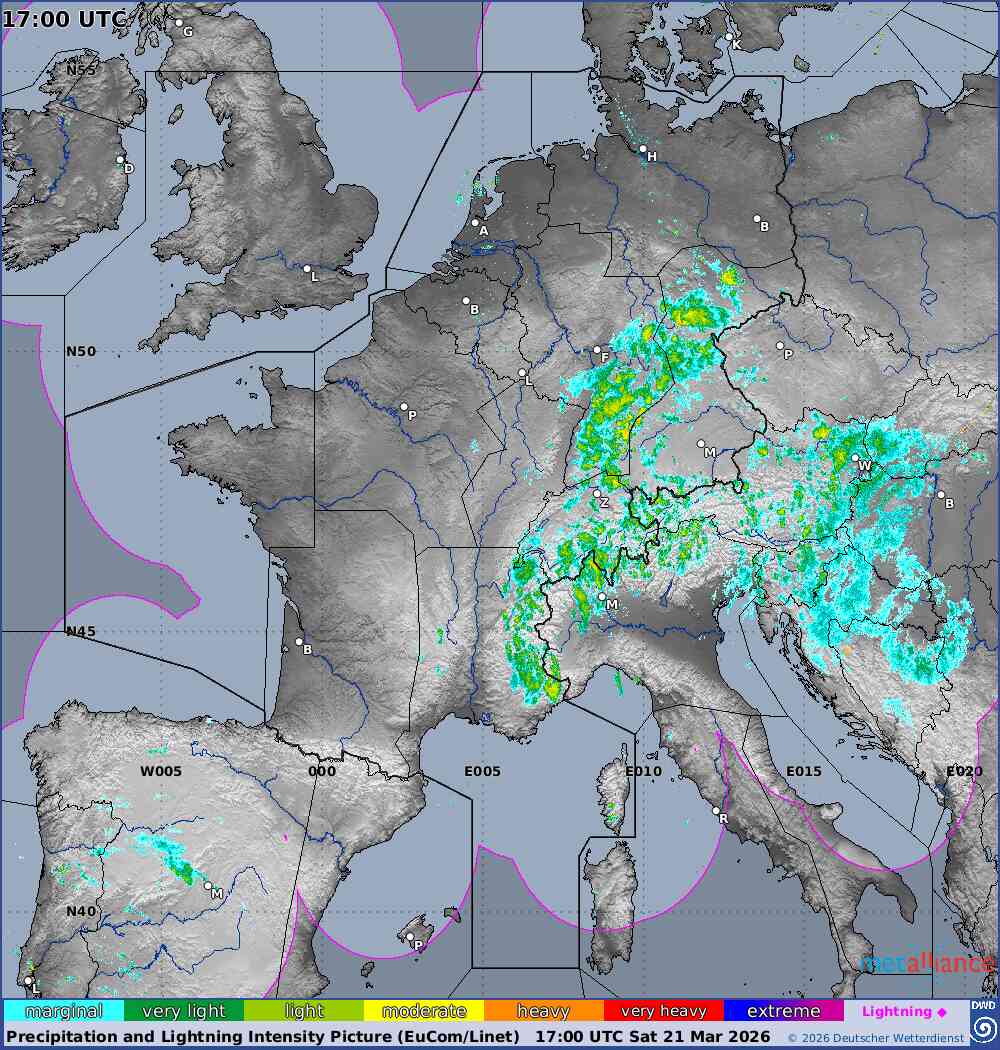 17:00 UTC
G
K
N55
H
D
A
B
L
B
N50
F
P
L
P
M
W
Z
B
M
N45
B
W005
000
E005
E010
E015
E020
R
M
N40
P
L
metalliance
marginal
very light
light
moderate
heavy
very heavy
extreme
Lightning ◆
DWD
Precipitation and Lightning Intensity Picture (EuCom/Linet) 17:00 UTC Sat 21 Mar 2026 © 2026 Deutscher Wetterdienst